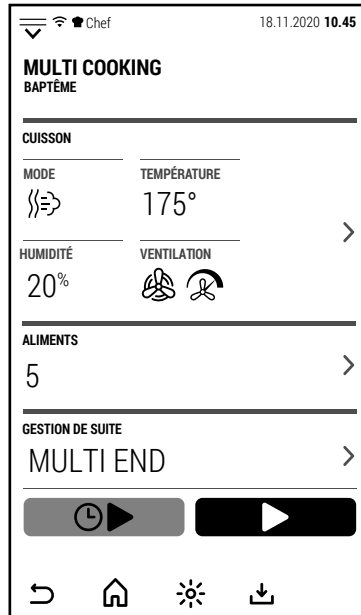 Chef 18.11.2020 10.45
MULTI COOKING
BAPTÊME
CUISSON
MODE TEMPÉRATURE
175°
HUMIDITÉ VENTILATION
20%
ALIMENTS
5
GESTION DE SUITE
MULTI END